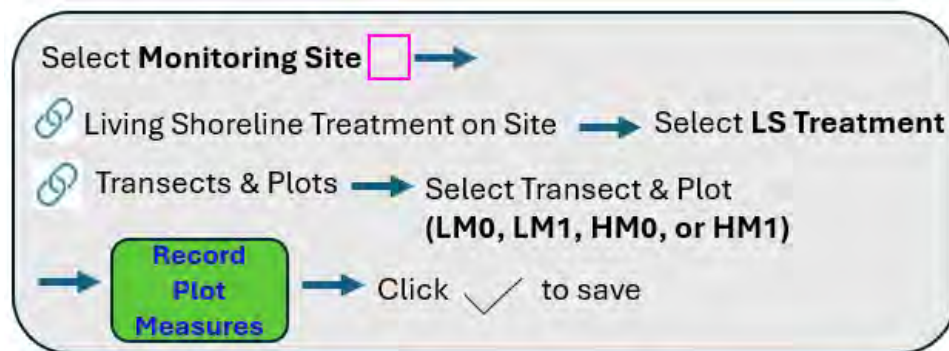 Select Monitoring Site
Living Shoreline Treatment on Site Select LS Treatment
Transects & Plots Select Transect & Plot
(LM0, LM1, HM0, or HM1)
Record
Plot
Measures
Click to save